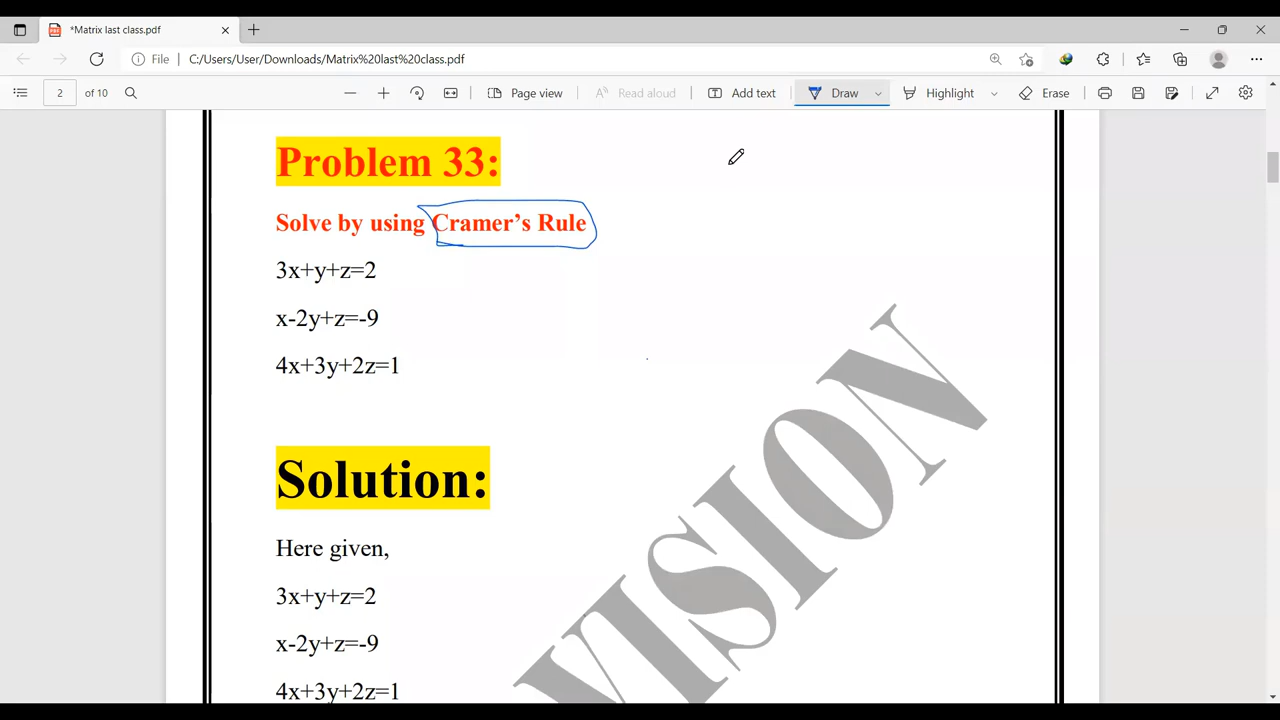 *Matrix last class.pdf
File C:/Users/User/Downloads/Matrix%20last%20class.pdf
2 of 10 Page view Read aloud Add text Draw Highlight Erase
Problem 33:
Solve by using Cramer’s Rule
3x+y+z=2
x-2y+z=-9
4x+3y+2z=1
Solution:
Here given,
3x+y+z=2
x-2y+z=-9
4x+3y+2z=1
VISION